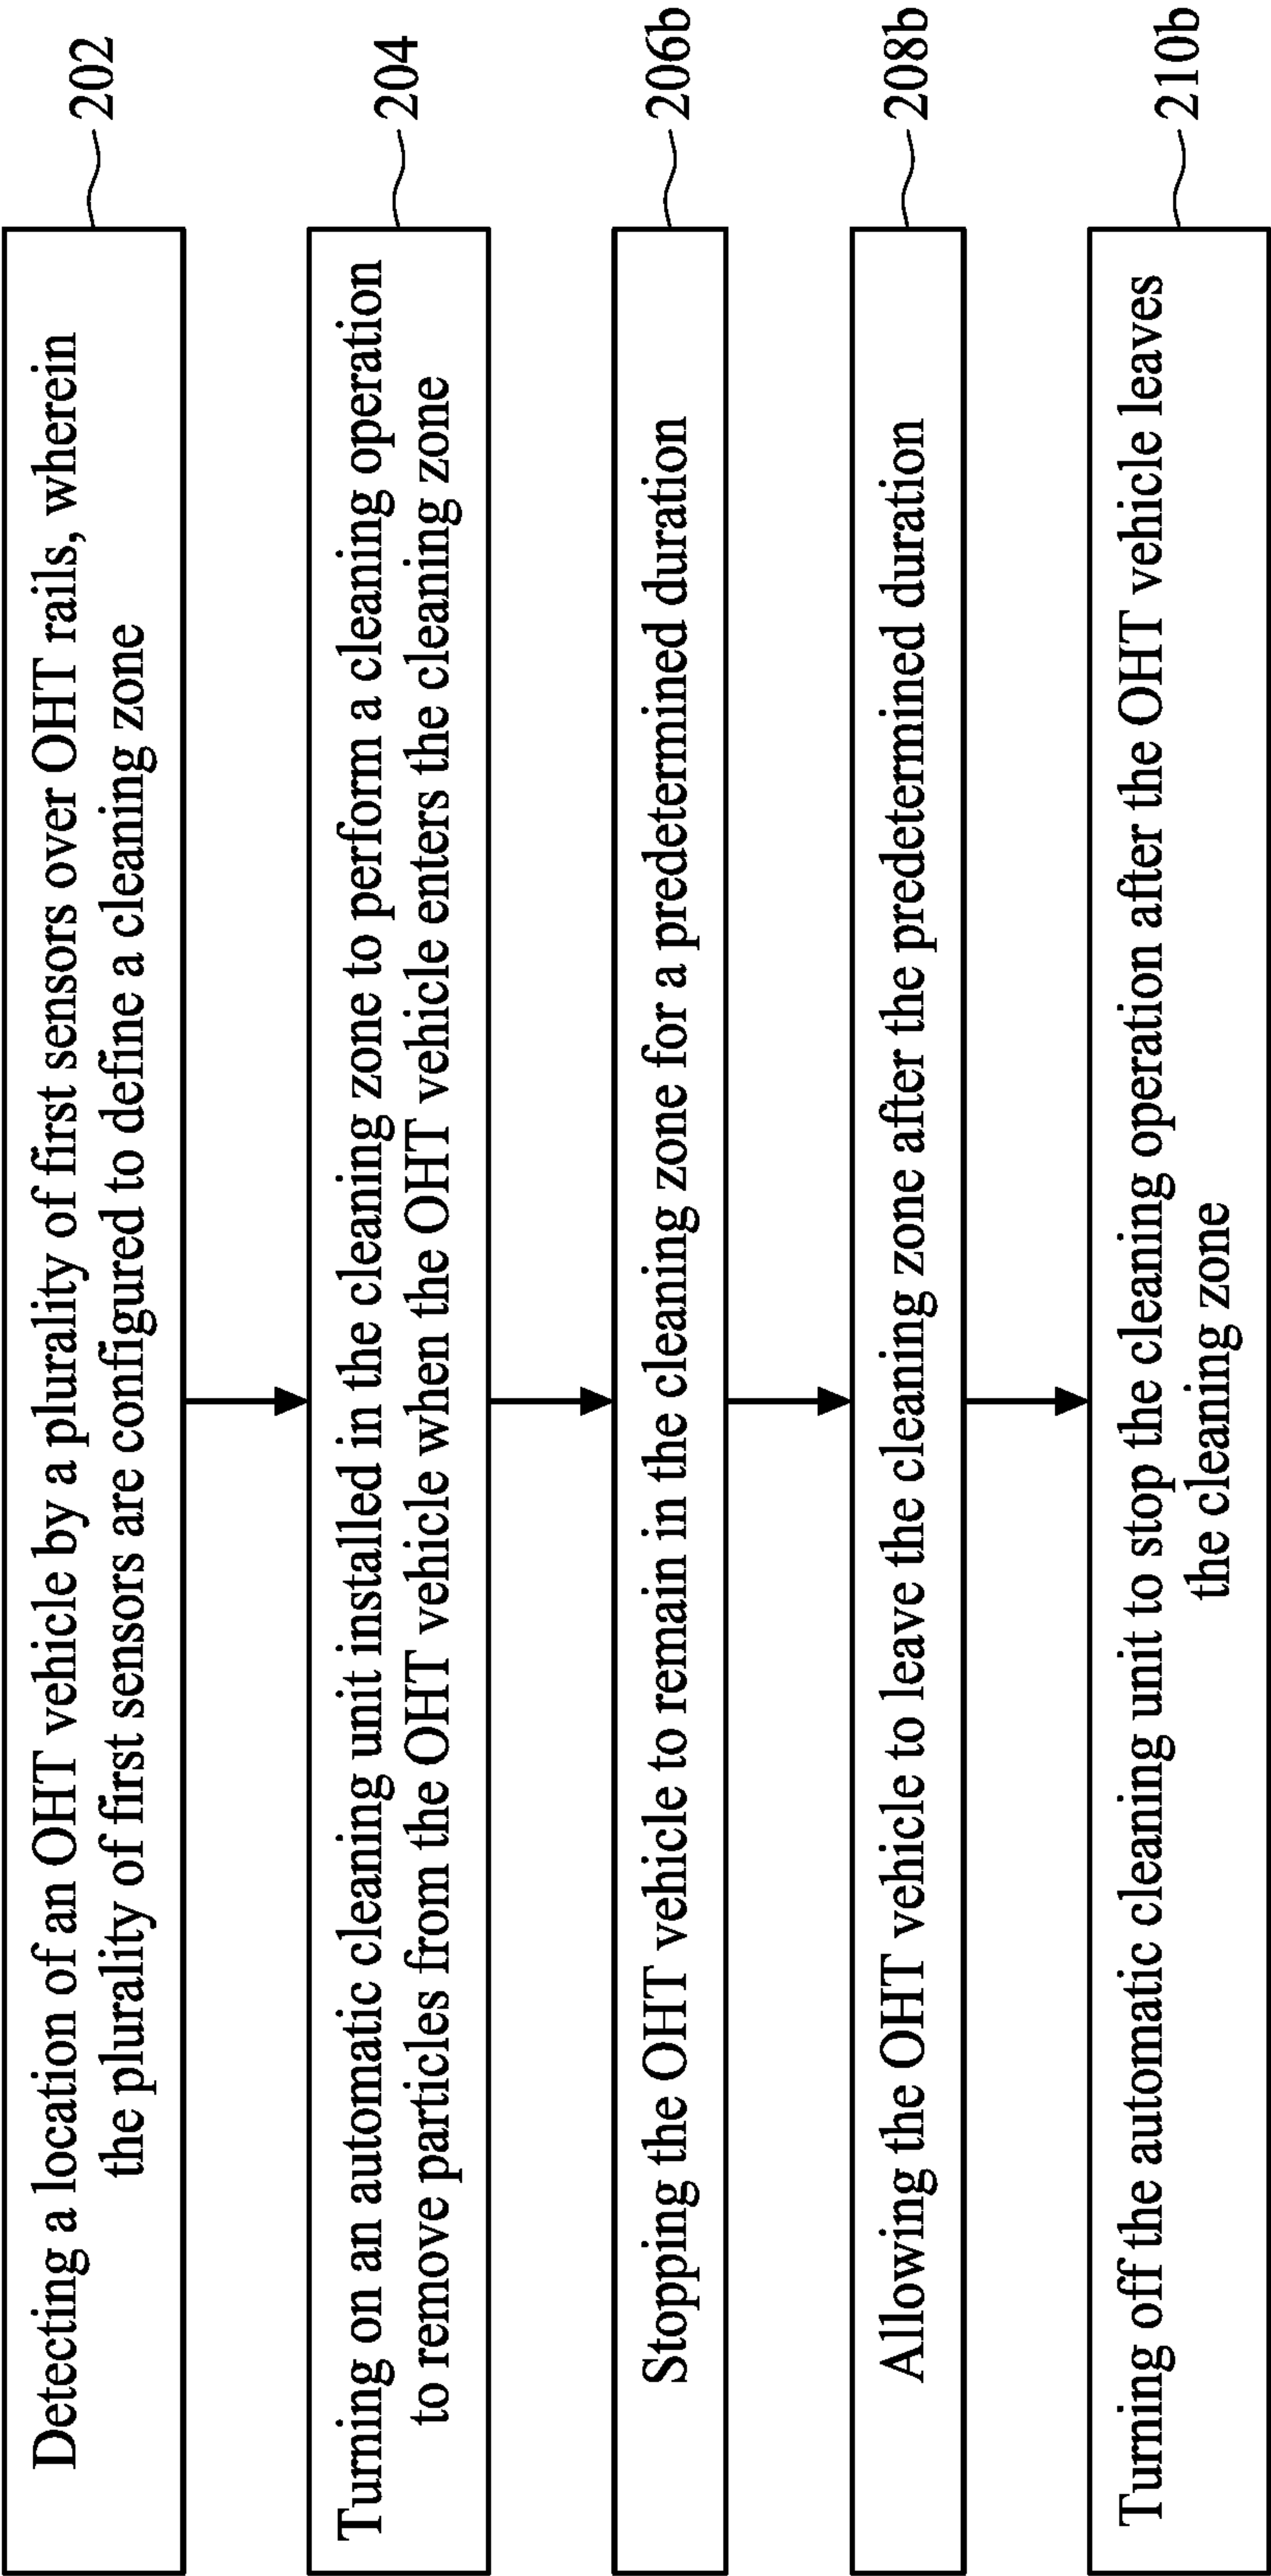 Detecting a location of an OHT vehicle by a plurality of first sensors over OHT rails, wherein
the plurality of first sensors are configured to define a cleaning zone
202
Turning on an automatic cleaning unit installed in the cleaning zone to perform a cleaning operation
to remove particles from the OHT vehicle when the OHT vehicle enters the cleaning zone
204
Stopping the OHT vehicle to remain in the cleaning zone for a predetermined duration
206b
Allowing the OHT vehicle to leave the cleaning zone after the predetermined duration
208b
Turning off the automatic cleaning unit to stop the cleaning operation after the OHT vehicle leaves
the cleaning zone
210b